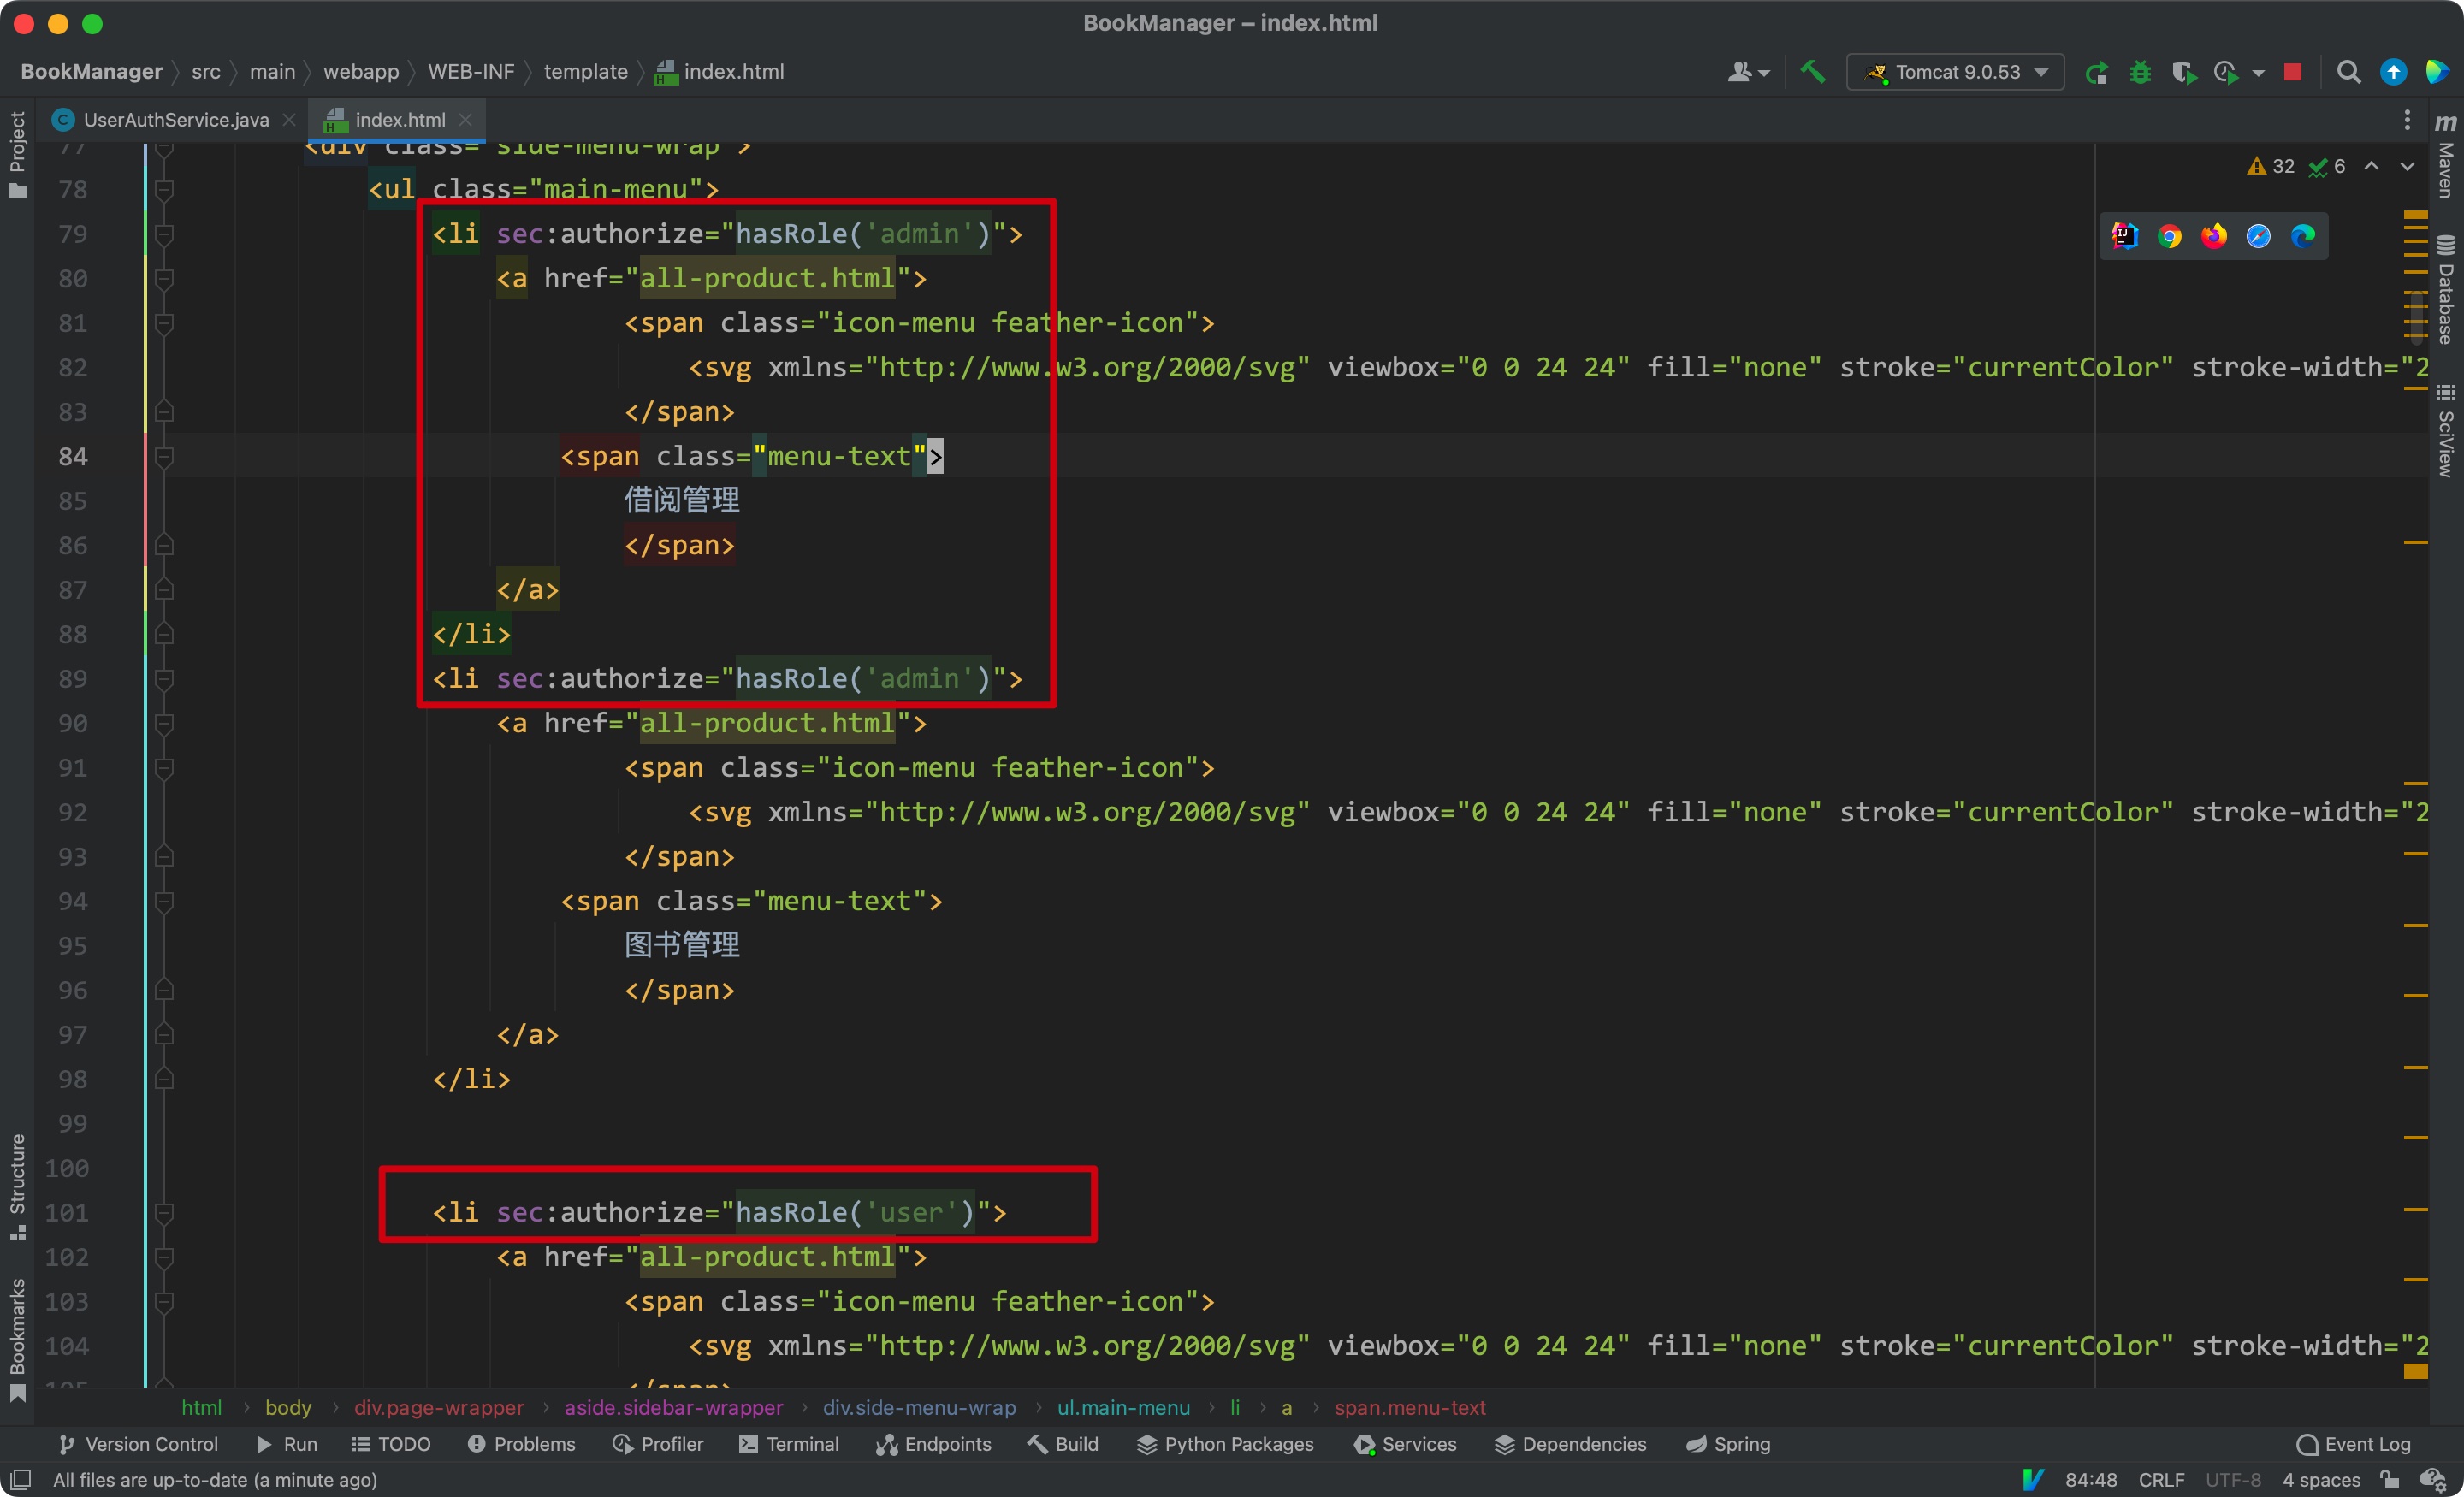 BookManager – index.html
BookManager src main webapp WEB-INF template index.html
Tomcat 9.0.53
UserAuthService.java index.html
Project
Maven
Database
SciView
Structure
Bookmarks
32 6
77 <div class="side-menu-wrap">
78 <ul class="main-menu">
79 <li sec:authorize="hasRole('admin')">
80 <a href="all-product.html">
81 <span class="icon-menu feather-icon">
82 <svg xmlns="http://www.w3.org/2000/svg" viewbox="0 0 24 24" fill="none" stroke="currentColor" stroke-width="2
83 </span>
84 <span class="menu-text">
85 借阅管理
86 </span>
87 </a>
88 </li>
89 <li sec:authorize="hasRole('admin')">
90 <a href="all-product.html">
91 <span class="icon-menu feather-icon">
92 <svg xmlns="http://www.w3.org/2000/svg" viewbox="0 0 24 24" fill="none" stroke="currentColor" stroke-width="2
93 </span>
94 <span class="menu-text">
95 图书管理
96 </span>
97 </a>
98 </li>
99
100
101 <li sec:authorize="hasRole('user')">
102 <a href="all-product.html">
103 <span class="icon-menu feather-icon">
104 <svg xmlns="http://www.w3.org/2000/svg" viewbox="0 0 24 24" fill="none" stroke="currentColor" stroke-width="2
105 </span>
html body div.page-wrapper aside.sidebar-wrapper div.side-menu-wrap ul.main-menu li a span.menu-text
Version Control Run TODO Problems Profiler Terminal Endpoints Build Python Packages Services Dependencies Spring Event Log
All files are up-to-date (a minute ago) 84:48 CRLF UTF-8 4 spaces